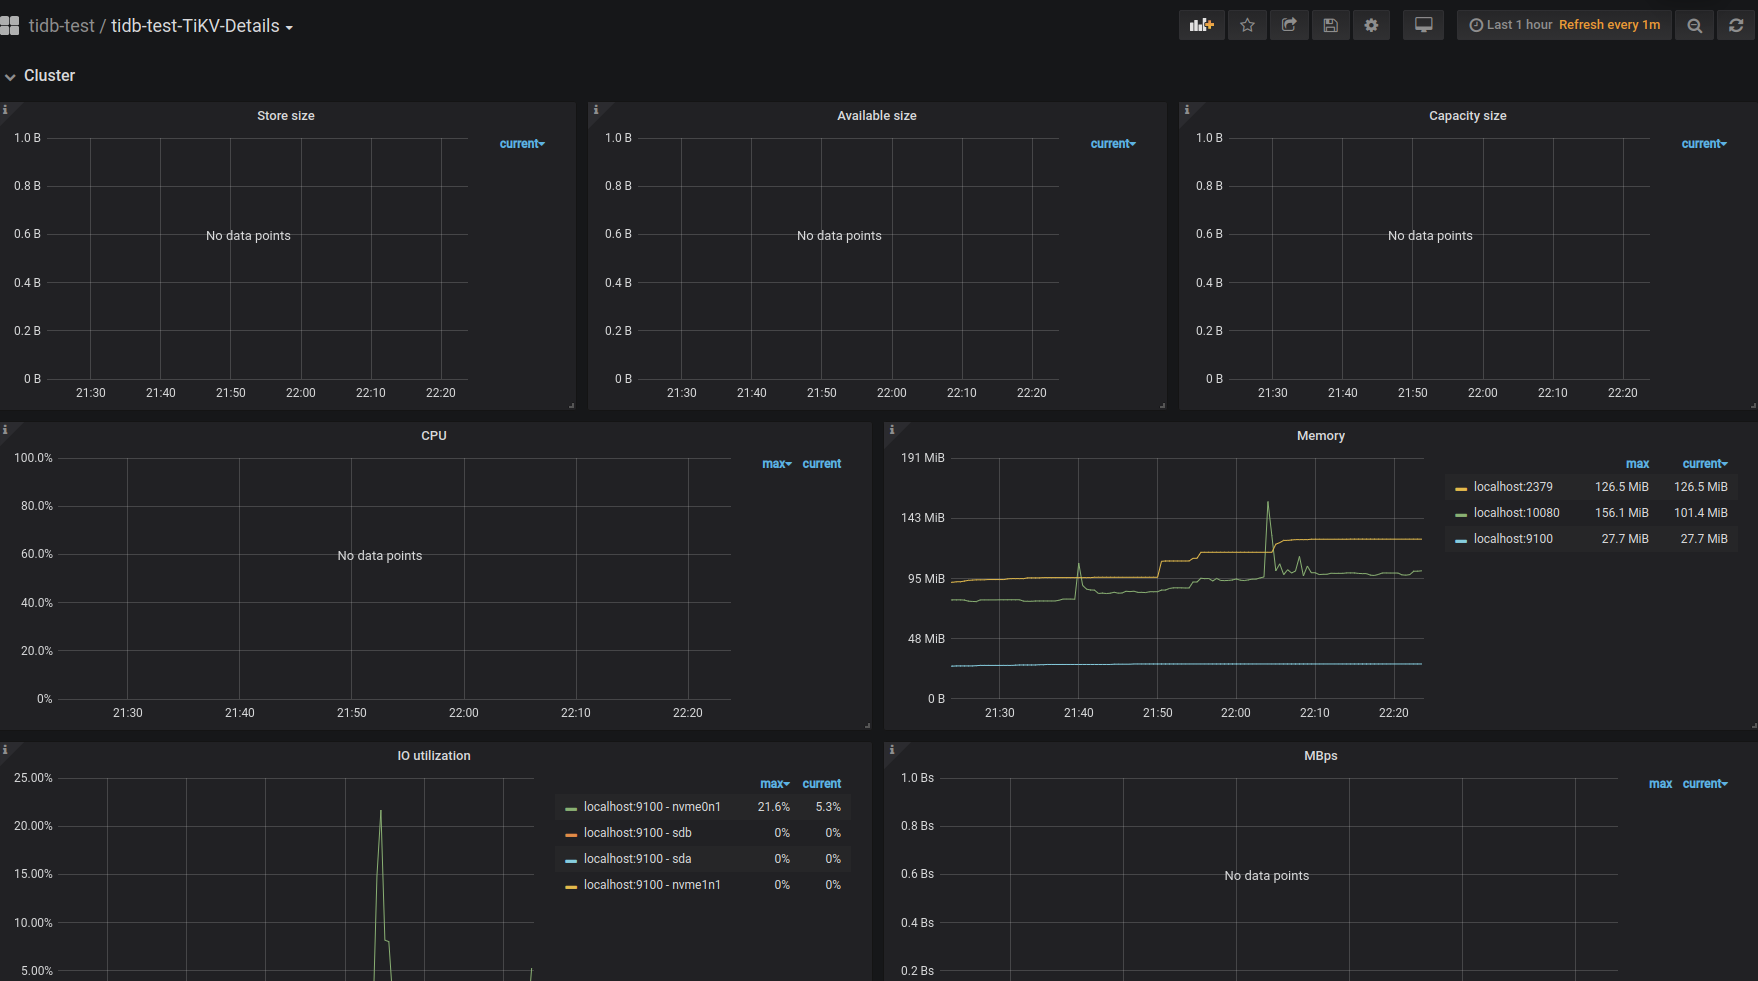 tidb-test / tidb-test-TiKV-Details
Last 1 hour Refresh every 1m
Cluster
Store size
current
1.0 B
0.8 B
0.6 B
0.4 B
0.2 B
0 B
No data points
21:30 21:40 21:50 22:00 22:10 22:20
Available size
current
1.0 B
0.8 B
0.6 B
0.4 B
0.2 B
0 B
No data points
21:30 21:40 21:50 22:00 22:10 22:20
Capacity size
current
1.0 B
0.8 B
0.6 B
0.4 B
0.2 B
0 B
No data points
21:30 21:40 21:50 22:00 22:10 22:20
CPU
max current
100.0%
80.0%
60.0%
40.0%
20.0%
0%
No data points
21:30 21:40 21:50 22:00 22:10 22:20
Memory
191 MiB
143 MiB
95 MiB
48 MiB
0 B
21:30 21:40 21:50 22:00 22:10 22:20
max current
localhost:2379 126.5 MiB 126.5 MiB
localhost:10080 156.1 MiB 101.4 MiB
localhost:9100 27.7 MiB 27.7 MiB
IO utilization
25.00%
20.00%
15.00%
10.00%
5.00%
max current
localhost:9100 - nvme0n1 21.6% 5.3%
localhost:9100 - sdb 0% 0%
localhost:9100 - sda 0% 0%
localhost:9100 - nvme1n1 0% 0%
MBps
max current
1.0 Bs
0.8 Bs
0.6 Bs
0.4 Bs
0.2 Bs
No data points